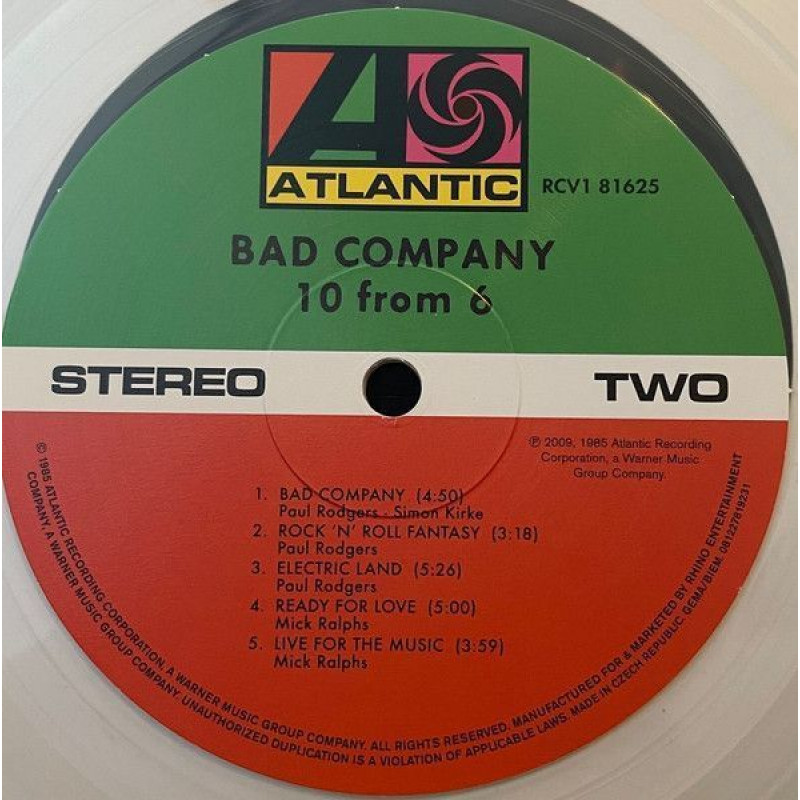 ATLANTIC
RCV1 81625
BAD COMPANY
10 from 6
STEREO
TWO
℗ 2009, 1985 Atlantic Recording
Corporation, a Warner Music
Group Company.
1. BAD COMPANY (4:50)
Paul Rodgers - Simon Kirke
2. ROCK 'N' ROLL FANTASY (3:18)
Paul Rodgers
3. ELECTRIC LAND (5:26)
Paul Rodgers
4. READY FOR LOVE (5:00)
Mick Ralphs
5. LIVE FOR THE MUSIC (3:59)
Mick Ralphs
© 1985 ATLANTIC RECORDING CORPORATION, A WARNER MUSIC GROUP COMPANY. ALL RIGHTS RESERVED. MANUFACTURED FOR & MARKETED BY RHINO ENTERTAINMENT
COMPANY, A WARNER MUSIC GROUP COMPANY. UNAUTHORIZED DUPLICATION IS A VIOLATION OF APPLICABLE LAWS. MADE IN CZECH REPUBLIC. GEMA/BIEM. 081227819231